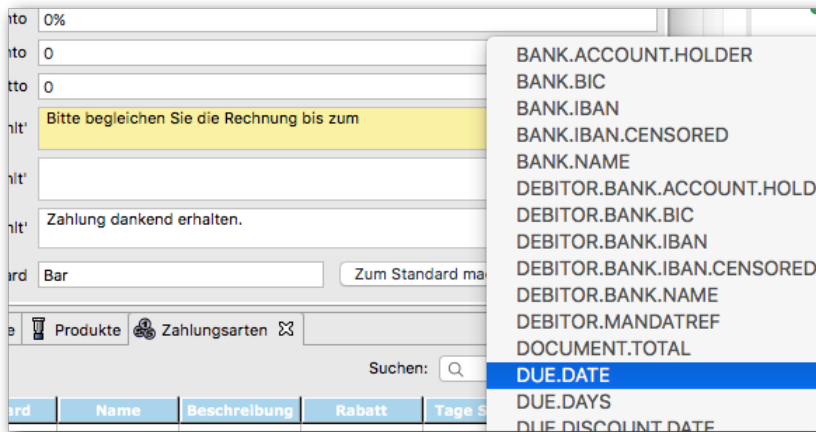 nto 0%
nto 0
tto 0
hlt' Bitte begleichen Sie die Rechnung bis zum
hlt'
hlt' Zahlung dankend erhalten.
ard Bar Zum Standard ma
e Produkte Zahlungsarten
Suchen:
ard Name Beschreibung Rabatt Tage S
BANK.ACCOUNT.HOLDER
BANK.BIC
BANK.IBAN
BANK.IBAN.CENSORED
BANK.NAME
DEBITOR.BANK.ACCOUNT.HOLD
DEBITOR.BANK.BIC
DEBITOR.BANK.IBAN
DEBITOR.BANK.IBAN.CENSORED
DEBITOR.BANK.NAME
DEBITOR.MANDATREF
DOCUMENT.TOTAL
DUE.DATE
DUE.DAYS
DUE.DISCOUNT.DATE